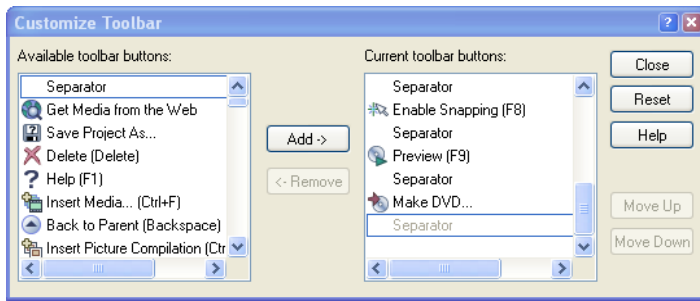 Customize Toolbar
Available toolbar buttons:
Separator
Get Media from the Web
Save Project As...
Delete (Delete)
Help (F1)
Insert Media... (Ctrl+F)
Back to Parent (Backspace)
Insert Picture Compilation (Ctr
Add ->
<- Remove
Current toolbar buttons:
Separator
Enable Snapping (F8)
Separator
Preview (F9)
Separator
Make DVD...
Separator
Close
Reset
Help
Move Up
Move Down